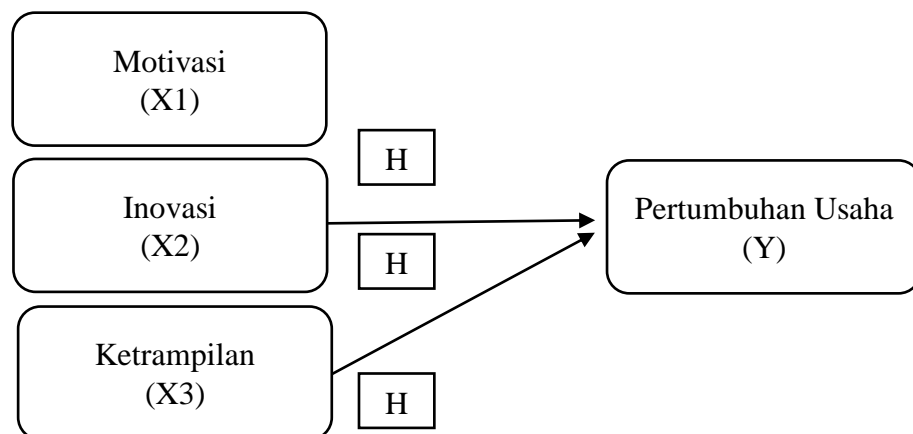 Motivasi
(X1)
H
Inovasi
(X2)
H
Pertumbuhan Usaha
(Y)
Ketrampilan
(X3)
H